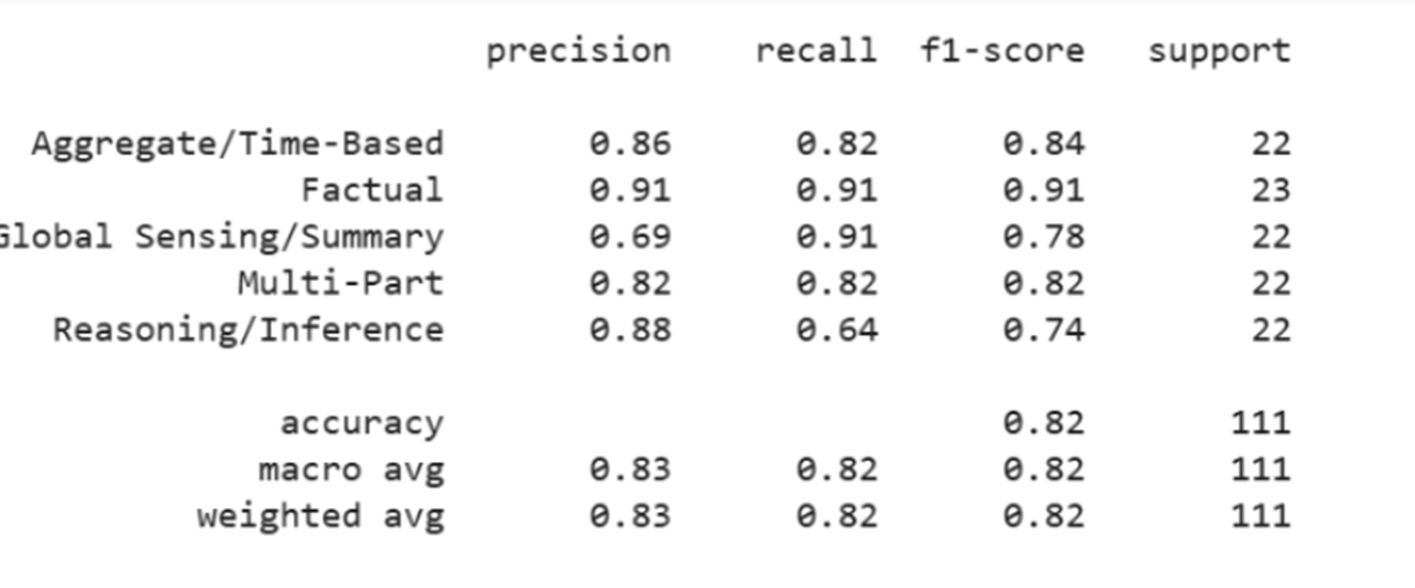 precision recall f1-score support
Aggregate/Time-Based 0.86 0.82 0.84 22
Factual 0.91 0.91 0.91 23
Global Sensing/Summary 0.69 0.91 0.78 22
Multi-Part 0.82 0.82 0.82 22
Reasoning/Inference 0.88 0.64 0.74 22
accuracy 0.82 111
macro avg 0.83 0.82 0.82 111
weighted avg 0.83 0.82 0.82 111